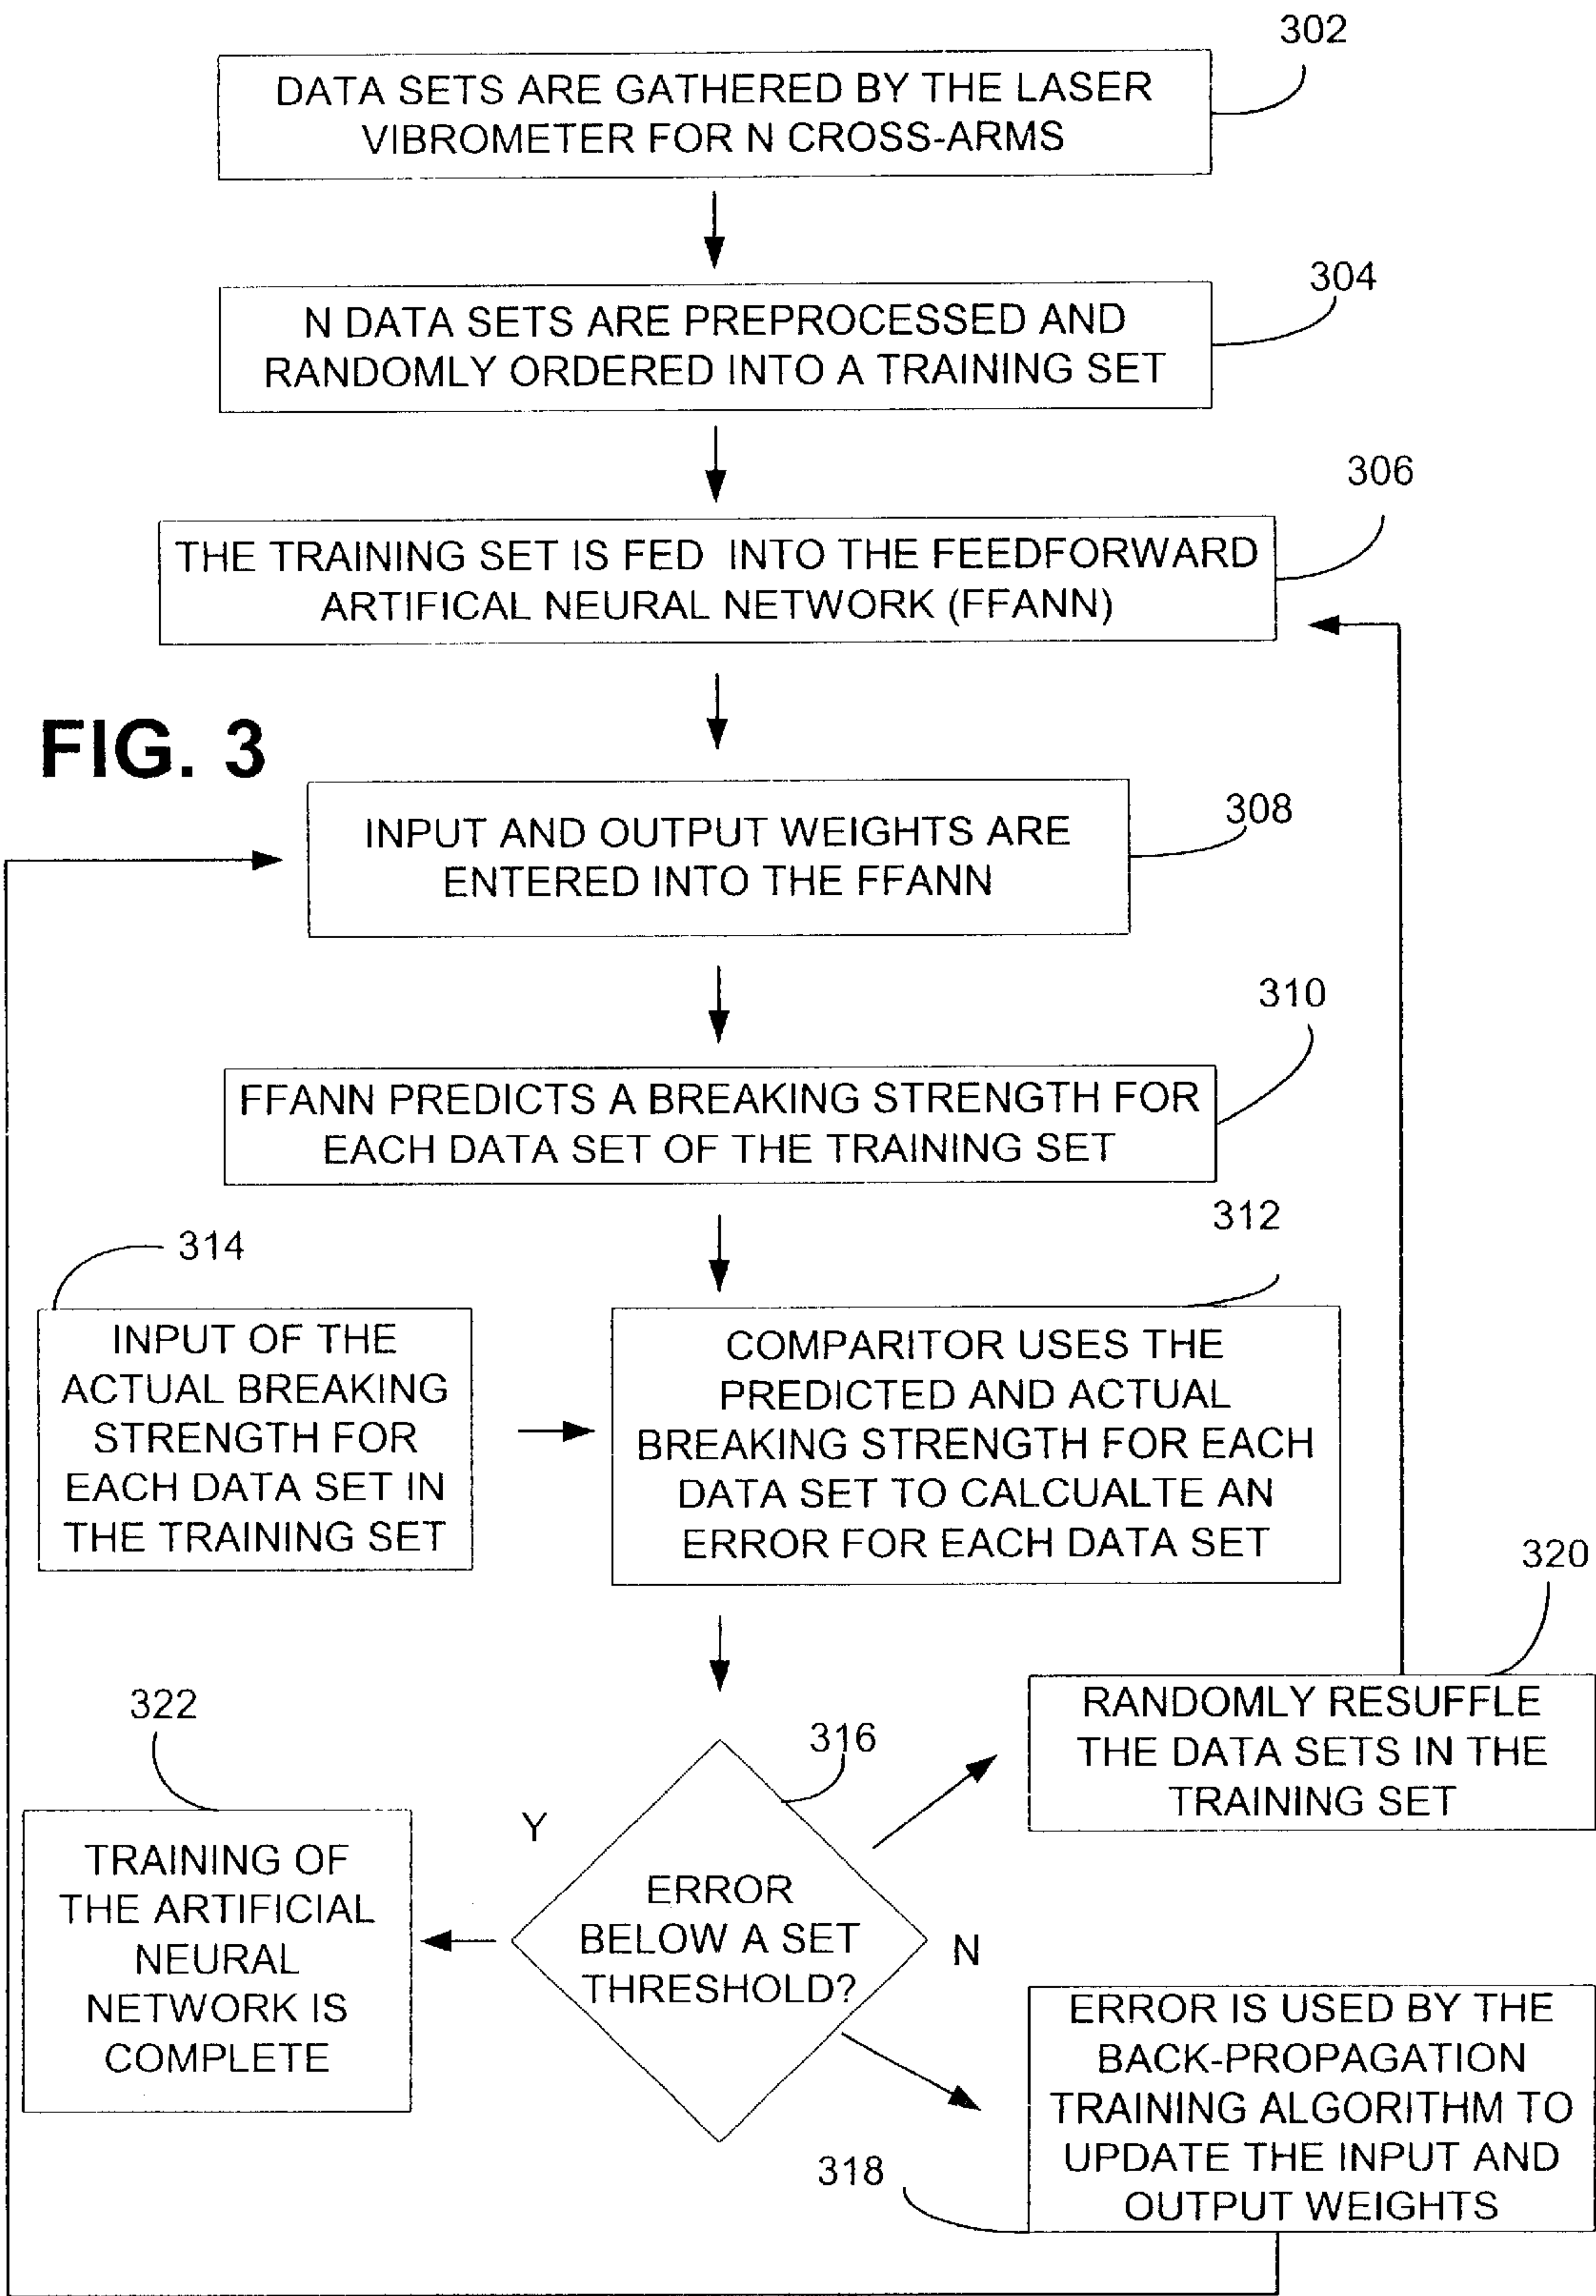 302
DATA SETS ARE GATHERED BY THE LASER
VIBROMETER FOR N CROSS-ARMS
304
N DATA SETS ARE PREPROCESSED AND
RANDOMLY ORDERED INTO A TRAINING SET
306
THE TRAINING SET IS FED INTO THE FEEDFORWARD
ARTIFICAL NEURAL NETWORK (FFANN)
FIG. 3
308
INPUT AND OUTPUT WEIGHTS ARE
ENTERED INTO THE FFANN
310
FFANN PREDICTS A BREAKING STRENGTH FOR
EACH DATA SET OF THE TRAINING SET
314
INPUT OF THE
ACTUAL BREAKING
STRENGTH FOR
EACH DATA SET IN
THE TRAINING SET
312
COMPARITOR USES THE
PREDICTED AND ACTUAL
BREAKING STRENGTH FOR EACH
DATA SET TO CALCUALTE AN
ERROR FOR EACH DATA SET
320
RANDOMLY RESUFFLE
THE DATA SETS IN THE
TRAINING SET
322
TRAINING OF
THE ARTIFICIAL
NEURAL
NETWORK IS
COMPLETE
316
Y
ERROR
BELOW A SET
THRESHOLD?
N
318
ERROR IS USED BY THE
BACK-PROPAGATION
TRAINING ALGORITHM TO
UPDATE THE INPUT AND
OUTPUT WEIGHTS